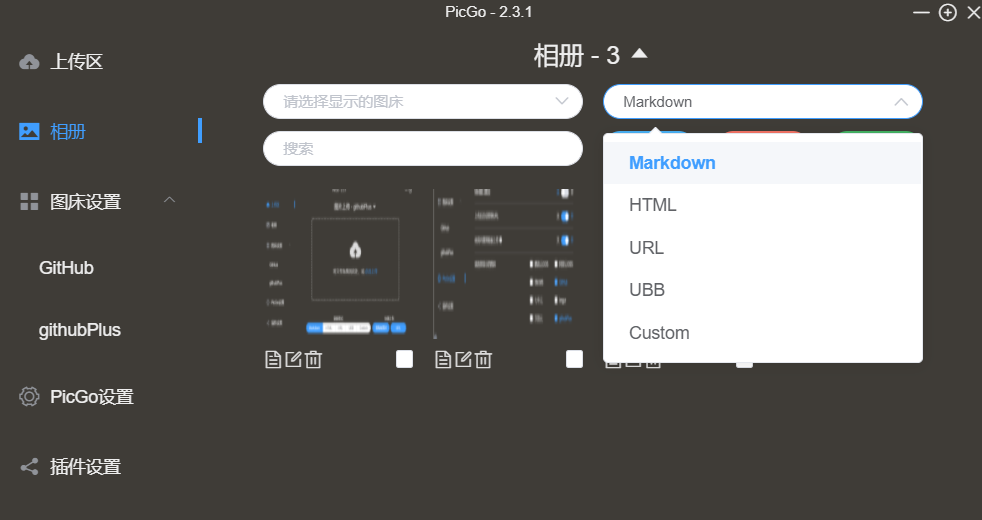 PicGo - 2.3.1
上传区
相册
图床设置
GitHub
githubPlus
PicGo设置
插件设置
相册 - 3
请选择显示的图床
Markdown
搜索
Markdown
HTML
URL
UBB
Custom